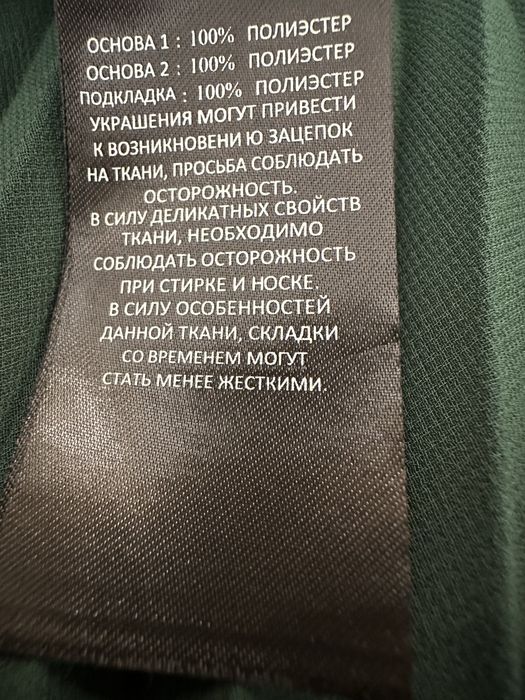 ОСНОВА 1 : 100% ПОЛИЭСТЕР
ОСНОВА 2 : 100% ПОЛИЭСТЕР
ПОДКЛАДКА : 100% ПОЛИЭСТЕР
УКРАШЕНИЯ МОГУТ ПРИВЕСТИ
К ВОЗНИКНОВЕНИ Ю ЗАЦЕПОК
НА ТКАНИ, ПРОСЬБА СОБЛЮДАТЬ
ОСТОРОЖНОСТЬ.
В СИЛУ ДЕЛИКАТНЫХ СВОЙСТВ
ТКАНИ, НЕОБХОДИМО
СОБЛЮДАТЬ ОСТОРОЖНОСТЬ
ПРИ СТИРКЕ И НОСКЕ.
В СИЛУ ОСОБЕННОСТЕЙ
ДАННОЙ ТКАНИ, СКЛАДКИ
СО ВРЕМЕНЕМ МОГУТ
СТАТЬ МЕНЕЕ ЖЕСТКИМИ.